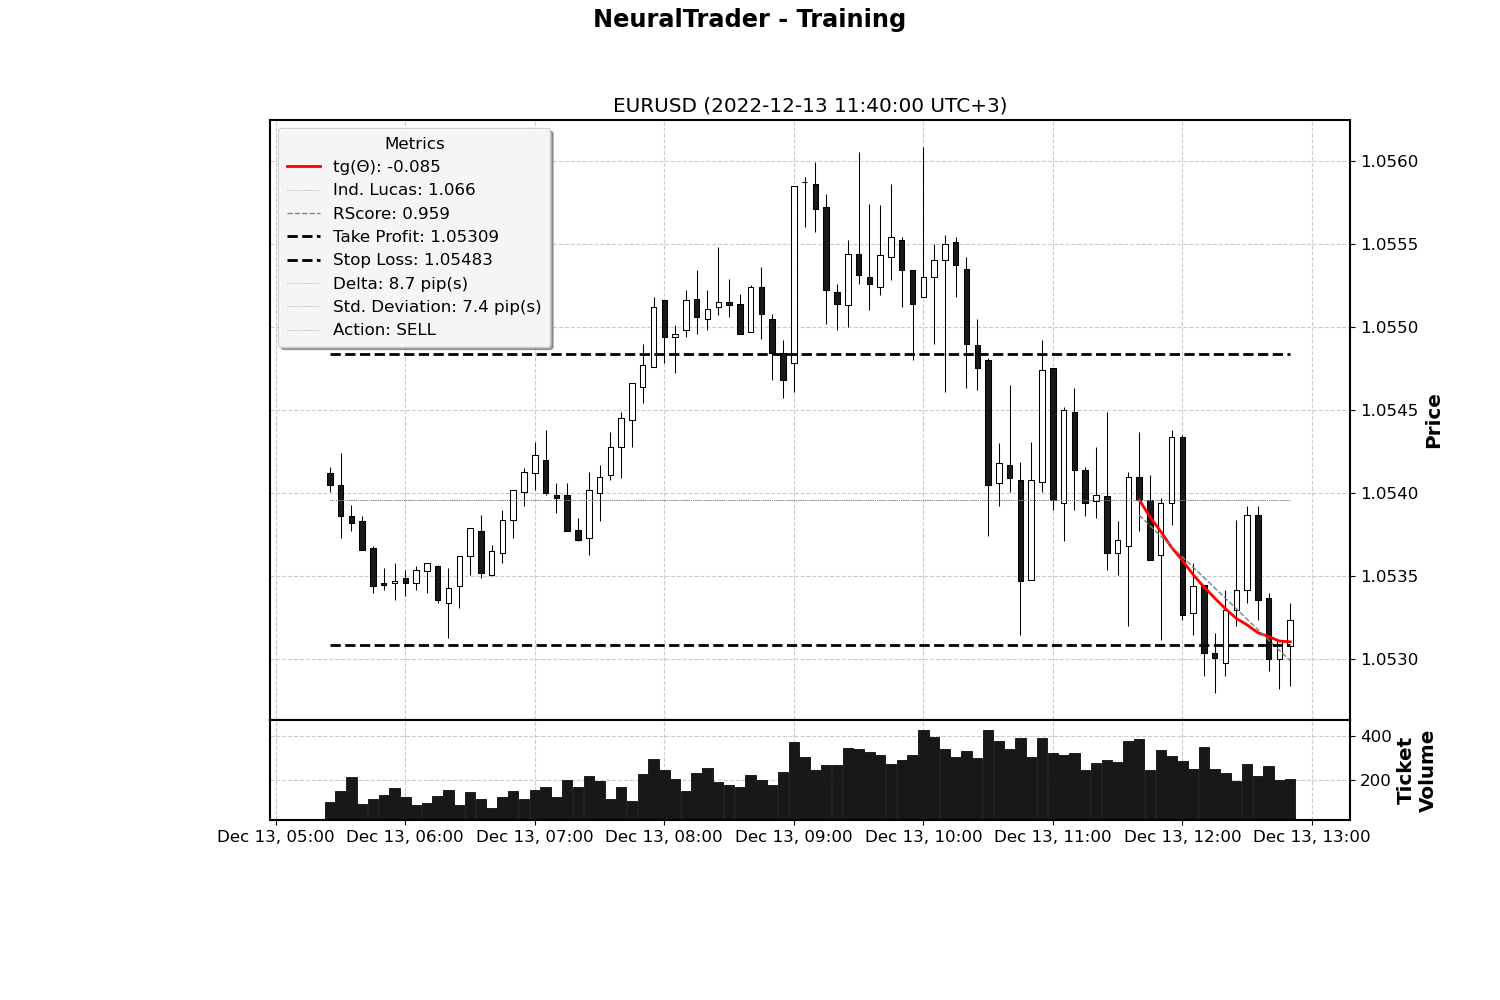 NeuralTrader - Training
EURUSD (2022-12-13 11:40:00 UTC+3)
Metrics
tg(Θ): -0.085
Ind. Lucas: 1.066
RScore: 0.959
Take Profit: 1.05309
Stop Loss: 1.05483
Delta: 8.7 pip(s)
Std. Deviation: 7.4 pip(s)
Action: SELL
1.0560
1.0555
1.0550
1.0545
1.0540
1.0535
1.0530
Price
400
200
Ticket
Volume
Dec 13, 05:00 Dec 13, 06:00 Dec 13, 07:00 Dec 13, 08:00 Dec 13, 09:00 Dec 13, 10:00 Dec 13, 11:00 Dec 13, 12:00 Dec 13, 13:00